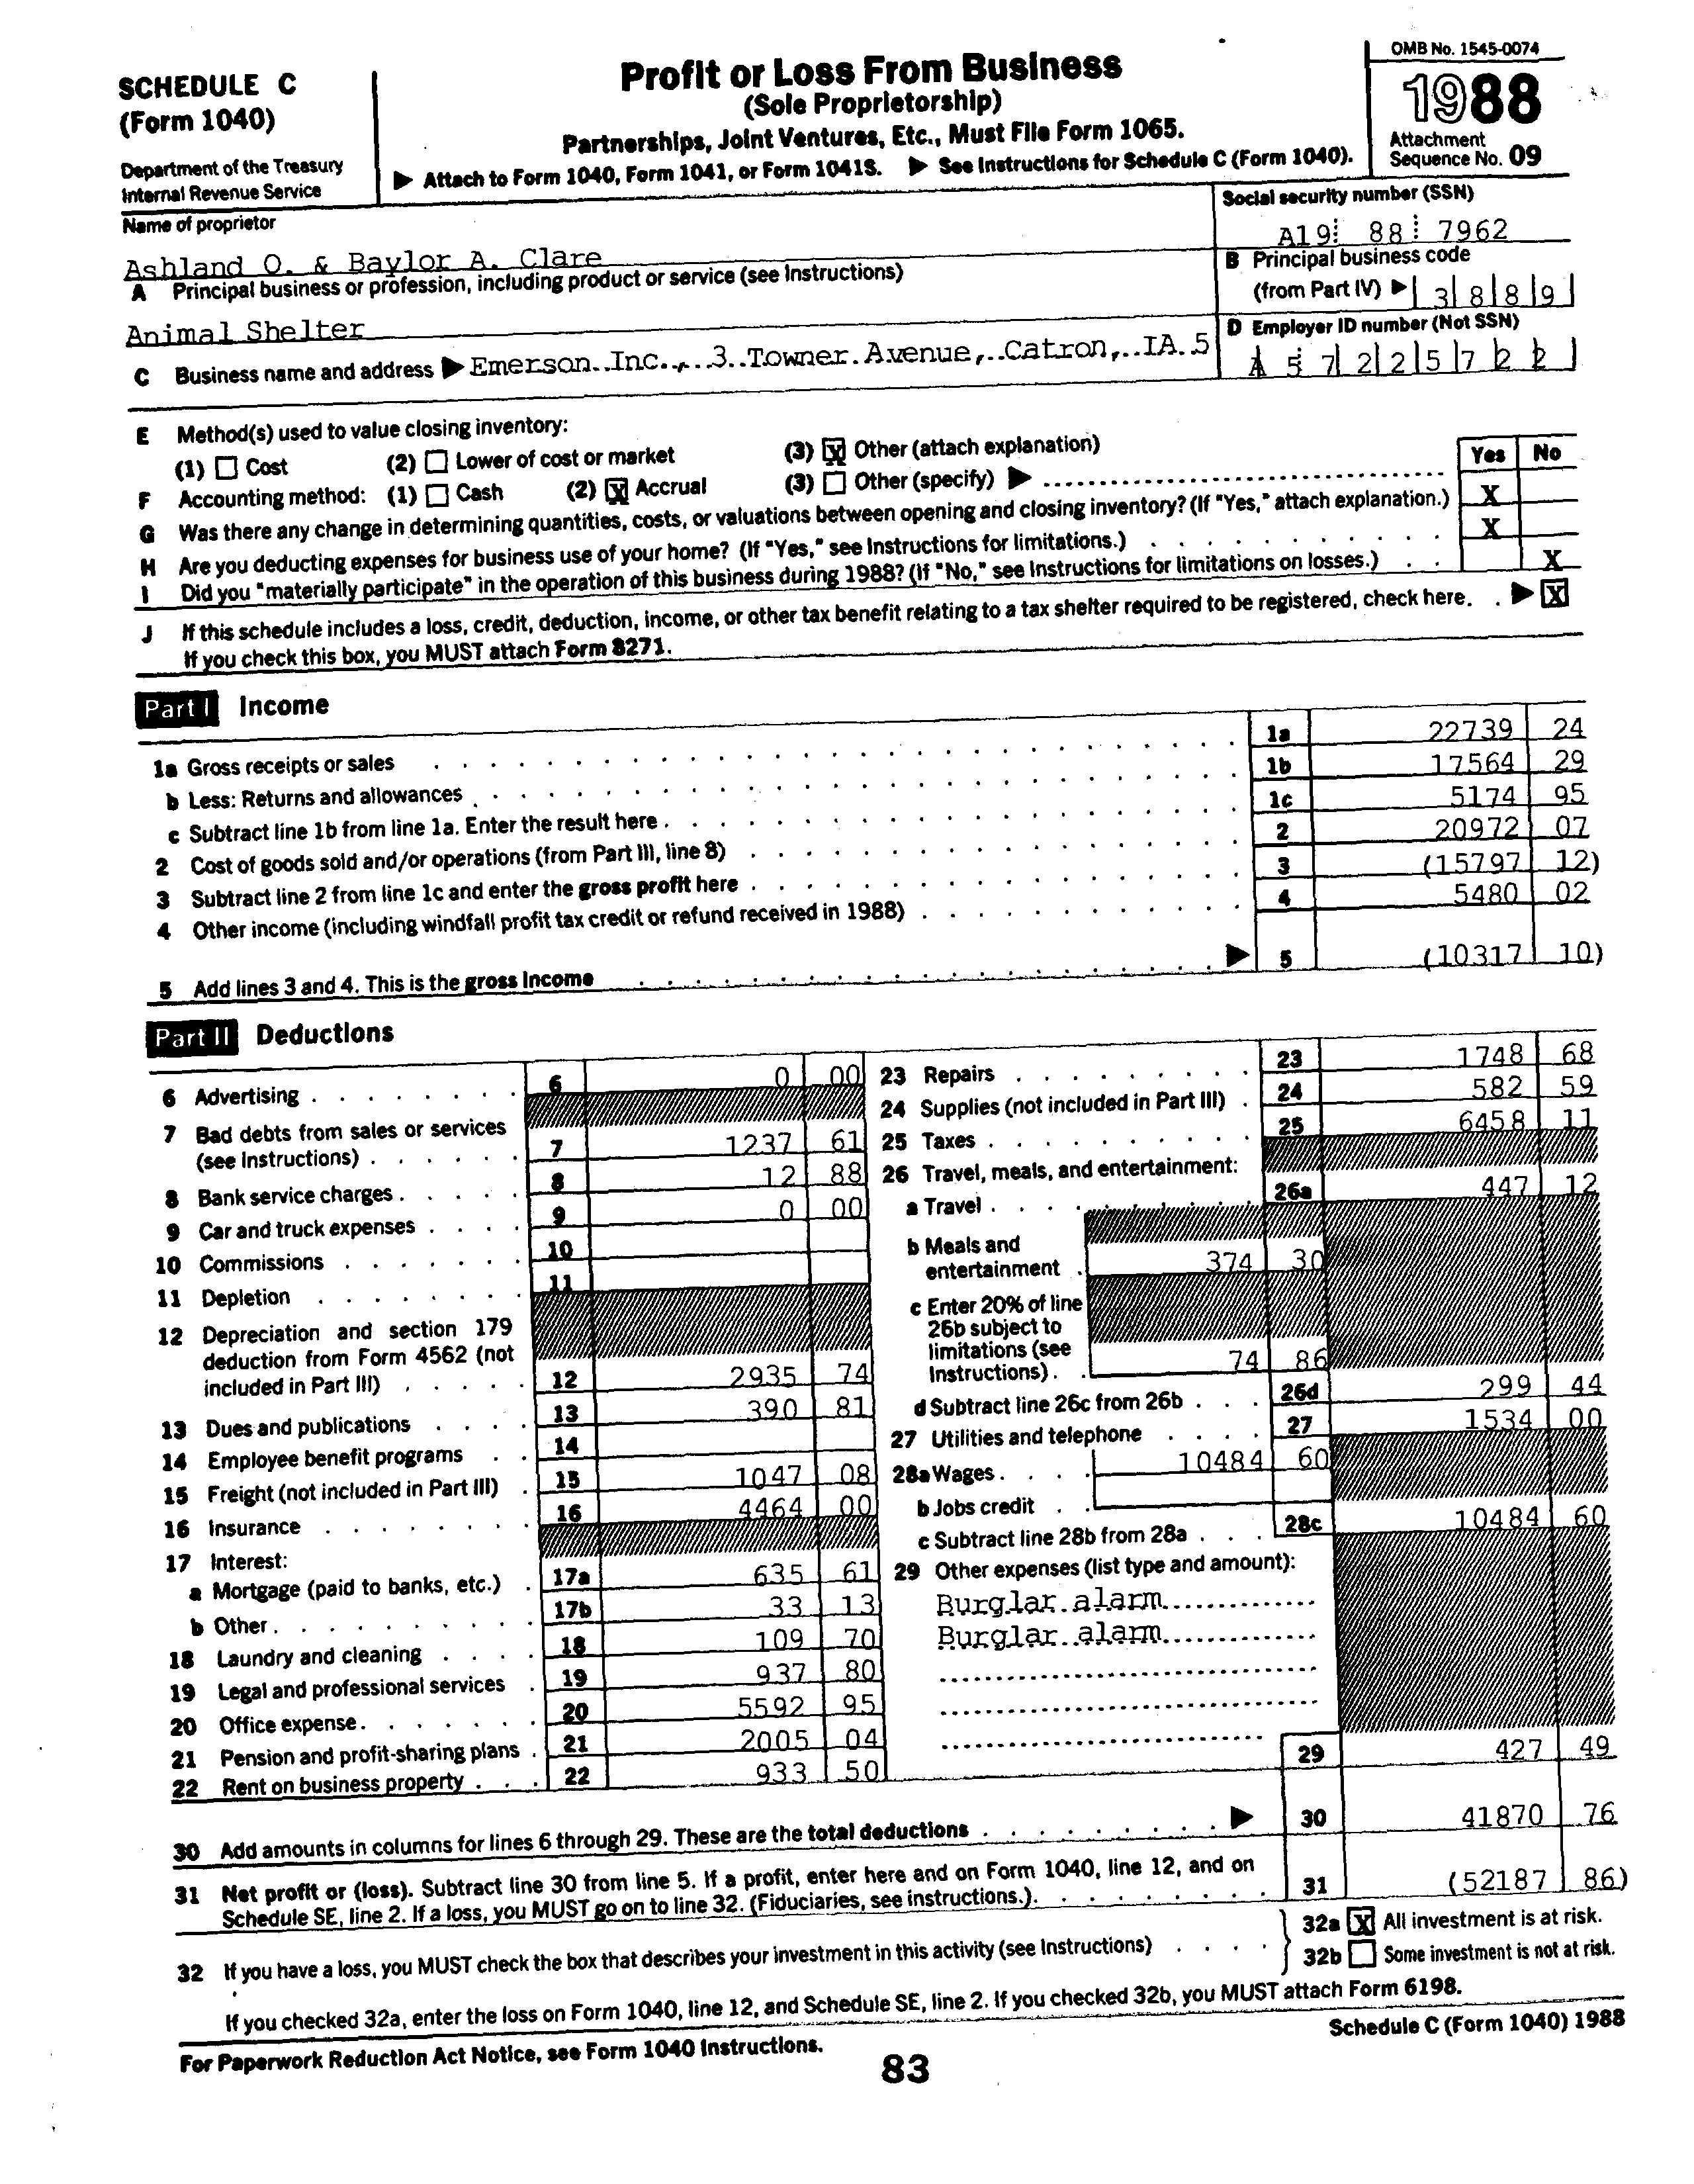 SCHEDULE C
(Form 1040)
Department of the Treasury
Internal Revenue Service
Profit or Loss From Business
(Sole Proprietorship)
Partnerships, Joint Ventures, Etc., Must File Form 1065.
▶ Attach to Form 1040, Form 1041, or Form 1041S. ▶ See Instructions for Schedule C (Form 1040).
OMB No. 1545-0074
1988
Attachment
Sequence No. 09
Name of proprietor
Ashland O. & Baylor A. Clare
Social security number (SSN)
A19 88 7962
A Principal business or profession, including product or service (see Instructions)
Animal Shelter
B Principal business code
(from Part IV) ▶ 3 8 8 9
C Business name and address ▶ Emerson Inc., 3 Towner Avenue, Catron, IA 5
D Employer ID number (Not SSN)
A 5 7 2 2 5 7 2 2
E Method(s) used to value closing inventory:
(1) Cost (2) Lower of cost or market (3) X Other (attach explanation)
Yes No
F Accounting method: (1) Cash (2) X Accrual (3) Other (specify) ▶
G Was there any change in determining quantities, costs, or valuations between opening and closing inventory? (If "Yes," attach explanation.) X
H Are you deducting expenses for business use of your home? (If "Yes," see Instructions for limitations.) X
I Did you "materially participate" in the operation of this business during 1988? (If "No," see Instructions for limitations on losses.) X
J If this schedule includes a loss, credit, deduction, income, or other tax benefit relating to a tax shelter required to be registered, check here. ▶ X
If you check this box, you MUST attach Form 8271.
Part I Income
1a Gross receipts or sales 1a 22739 24
b Less: Returns and allowances 1b 17564 29
c Subtract line 1b from line 1a. Enter the result here 1c 5174 95
2 Cost of goods sold and/or operations (from Part III, line 8) 2 20972 07
3 Subtract line 2 from line 1c and enter the gross profit here 3 (15797 12)
4 Other income (including windfall profit tax credit or refund received in 1988) 4 5480 02
5 Add lines 3 and 4. This is the gross income ▶ 5 (10317 10)
Part II Deductions
6 Advertising 6 0 00
7 Bad debts from sales or services
(see Instructions) 7 1237 61
8 Bank service charges 8 12 88
9 Car and truck expenses 9 0 00
10 Commissions 10
11 Depletion 11
12 Depreciation and section 179
deduction from Form 4562 (not
included in Part III) 12 2935 74
13 Dues and publications 13 390 81
14 Employee benefit programs 14
15 Freight (not included in Part III) 15 1047 08
16 Insurance 16 4464 00
17 Interest:
a Mortgage (paid to banks, etc.) 17a 635 61
b Other 17b 33 13
18 Laundry and cleaning 18 109 70
19 Legal and professional services 19 937 80
20 Office expense 20 5592 95
21 Pension and profit-sharing plans 21 2005 04
22 Rent on business property 22 933 50
23 Repairs 23 1748 68
24 Supplies (not included in Part III) 24 582 59
25 Taxes 25 6458 11
26 Travel, meals, and entertainment:
a Travel 26a 447 12
b Meals and
entertainment 374 30
c Enter 20% of line
26b subject to
limitations (see
Instructions) 74 86
d Subtract line 26c from 26b 26d 299 44
27 Utilities and telephone 27 1534 00
28a Wages 10484 60
b Jobs credit
c Subtract line 28b from 28a 28c 10484 60
29 Other expenses (list type and amount):
Burglar alarm
Burglar alarm
29 427 49
30 Add amounts in columns for lines 6 through 29. These are the total deductions ▶ 30 41870 76
31 Net profit or (loss). Subtract line 30 from line 5. If a profit, enter here and on Form 1040, line 12, and on
Schedule SE, line 2. If a loss, you MUST go on to line 32. (Fiduciaries, see instructions.) 31 (52187 86)
32 If you have a loss, you MUST check the box that describes your investment in this activity (see Instructions)
32a X All investment is at risk.
32b Some investment is not at risk.
If you checked 32a, enter the loss on Form 1040, line 12, and Schedule SE, line 2. If you checked 32b, you MUST attach Form 6198.
For Paperwork Reduction Act Notice, see Form 1040 Instructions.
Schedule C (Form 1040) 1988
83